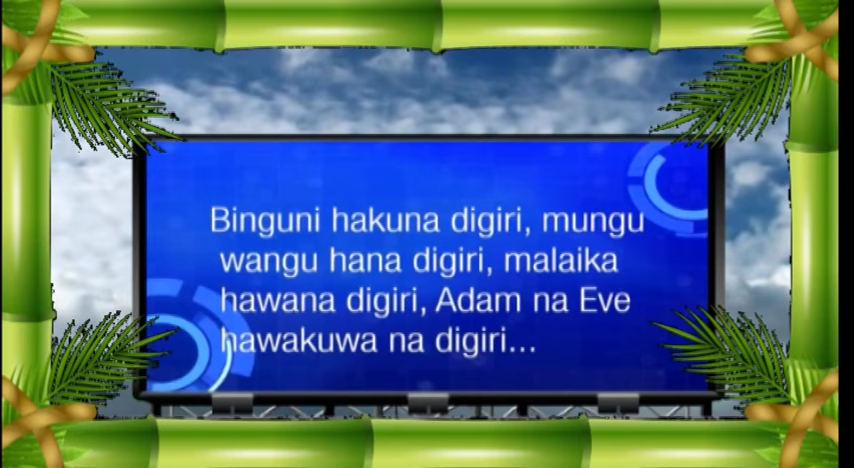 Binguni hakuna digiri, mungu
wangu hana digiri, malaika
hawana digiri, Adam na Eve
hawakuwa na digiri...